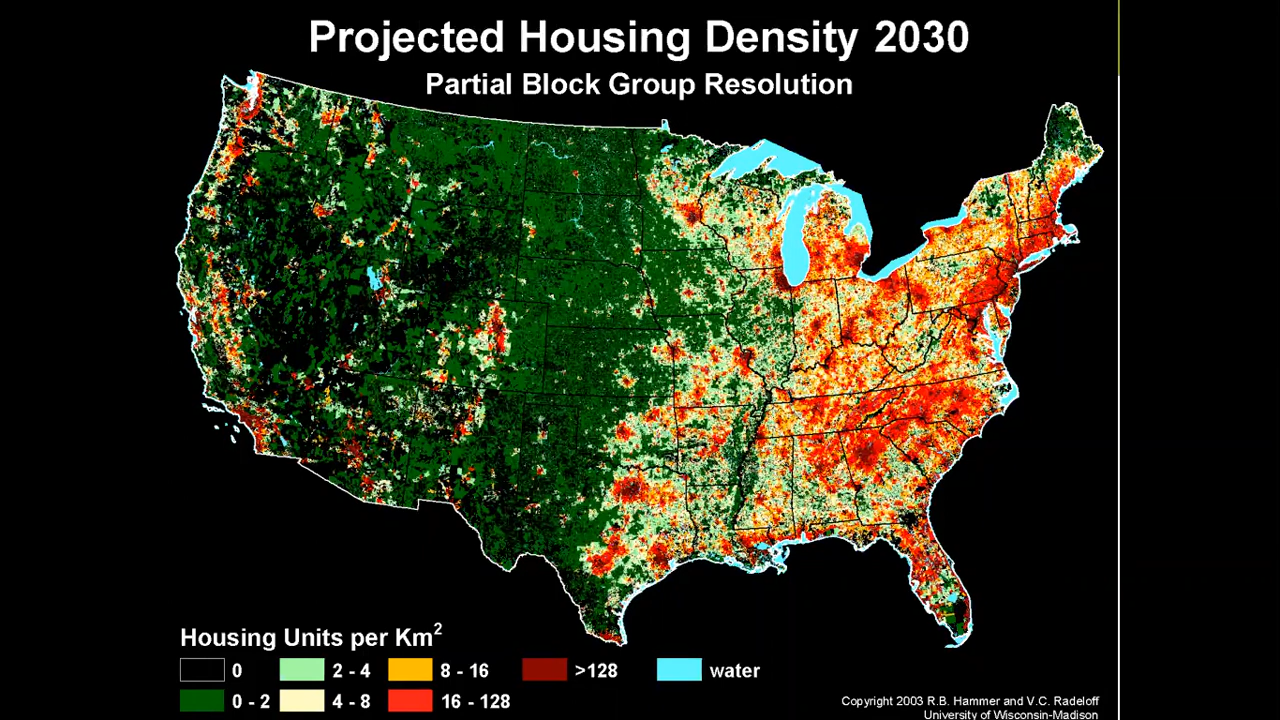 Projected Housing Density 2030
Partial Block Group Resolution
Housing Units per Km2
0 2 - 4 8 - 16 >128 water
0 - 2 4 - 8 16 - 128
Copyright 2003 R.B. Hammer and V.C. Radeloff
University of Wisconsin-Madison